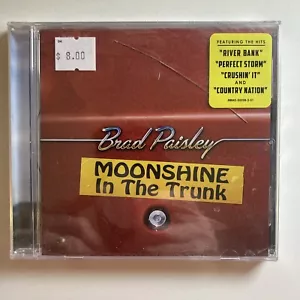 $ 8.00
FEATURING THE HITS
"RIVER BANK"
"PERFECT STORM"
"CRUSHIN' IT"
AND
"COUNTRY NATION"
Brad Paisley
MOONSHINE
In The Trunk